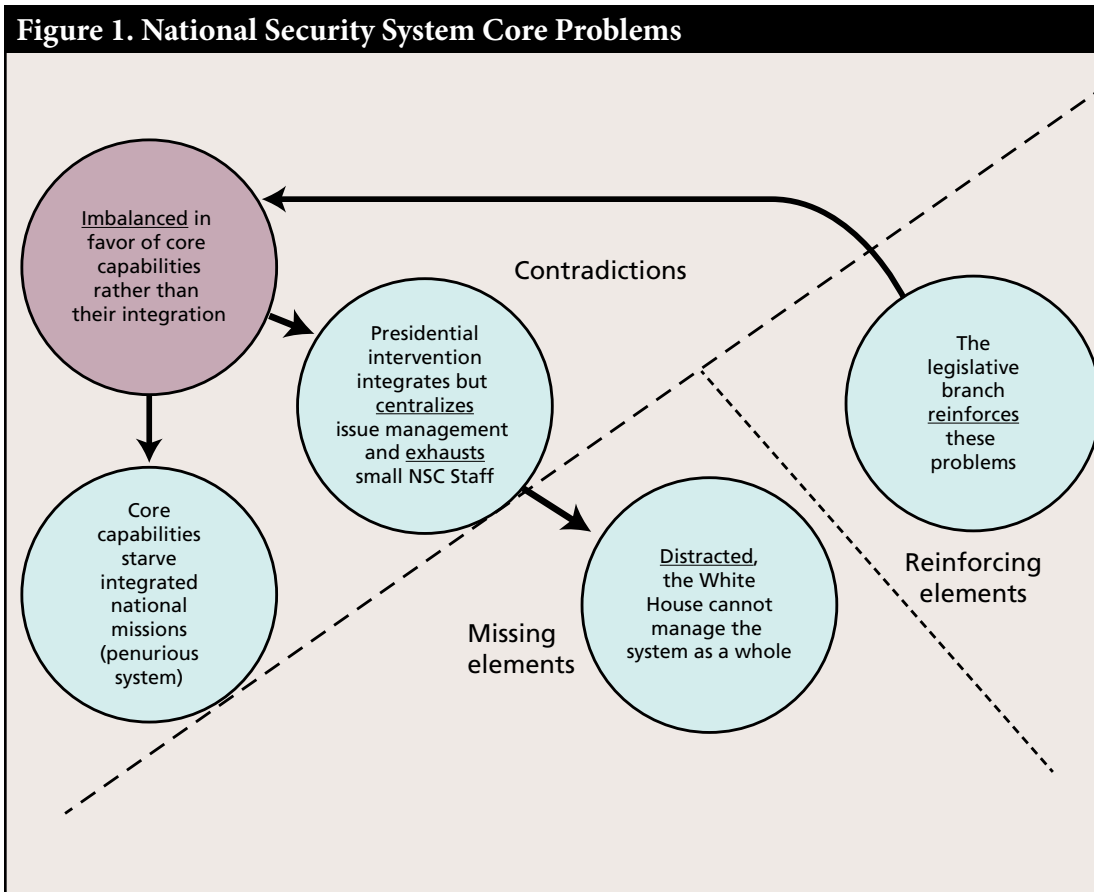 Figure 1. National Security System Core Problems
Imbalanced in
favor of core
capabilities
rather than
their integration
Contradictions
Presidential
intervention
integrates but
centralizes
issue management
and exhausts
small NSC Staff
The
legislative
branch
reinforces
these
problems
Core
capabilities
starve
integrated
national
missions
(penurious
system)
Distracted,
the White
House cannot
manage the
system as a whole
Missing
elements
Reinforcing
elements